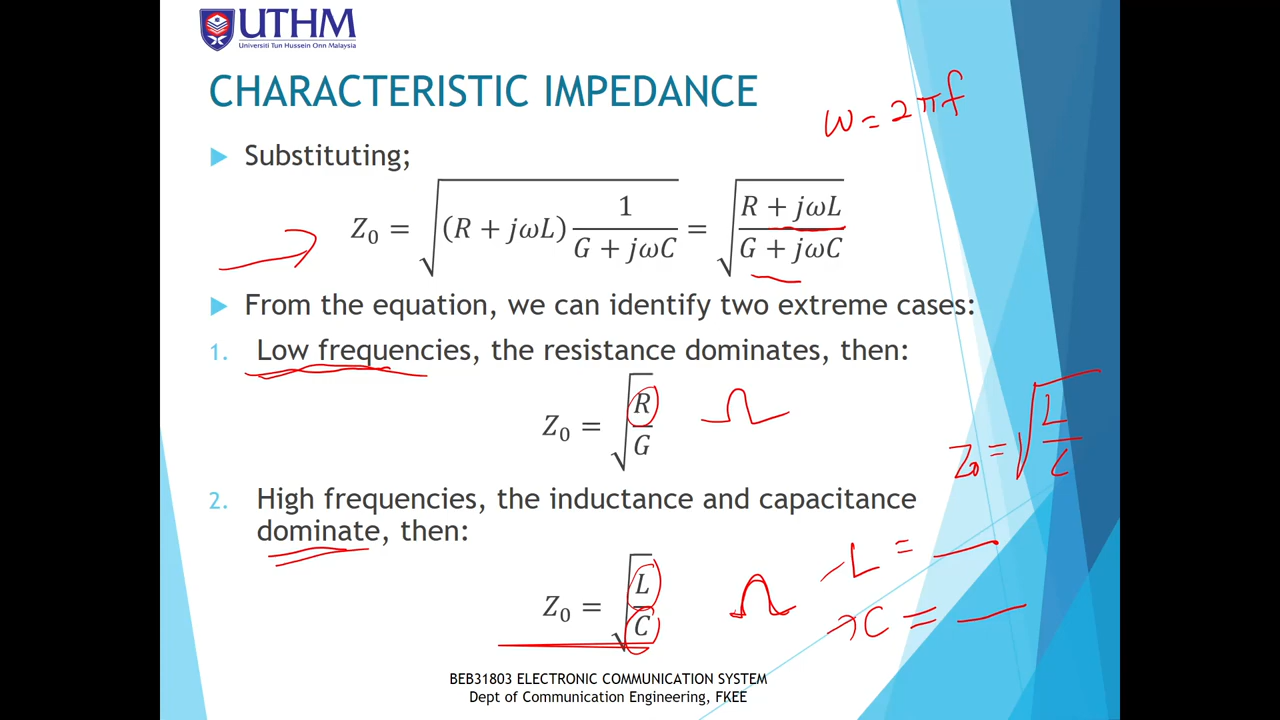 UTHM
Universiti Tun Hussein Onn Malaysia
CHARACTERISTIC IMPEDANCE
ω = 2πf
Substituting;
Z₀ = √((R + jωL) 1/(G + jωC)) = √((R + jωL)/(G + jωC))
From the equation, we can identify two extreme cases:
1. Low frequencies, the resistance dominates, then:
Z₀ = √(R/G) Ω
Z₀ = √(L/C)
2. High frequencies, the inductance and capacitance
dominate, then:
Z₀ = √(L/C) Ω
L =
C =
BEB31803 ELECTRONIC COMMUNICATION SYSTEM
Dept of Communication Engineering, FKEE